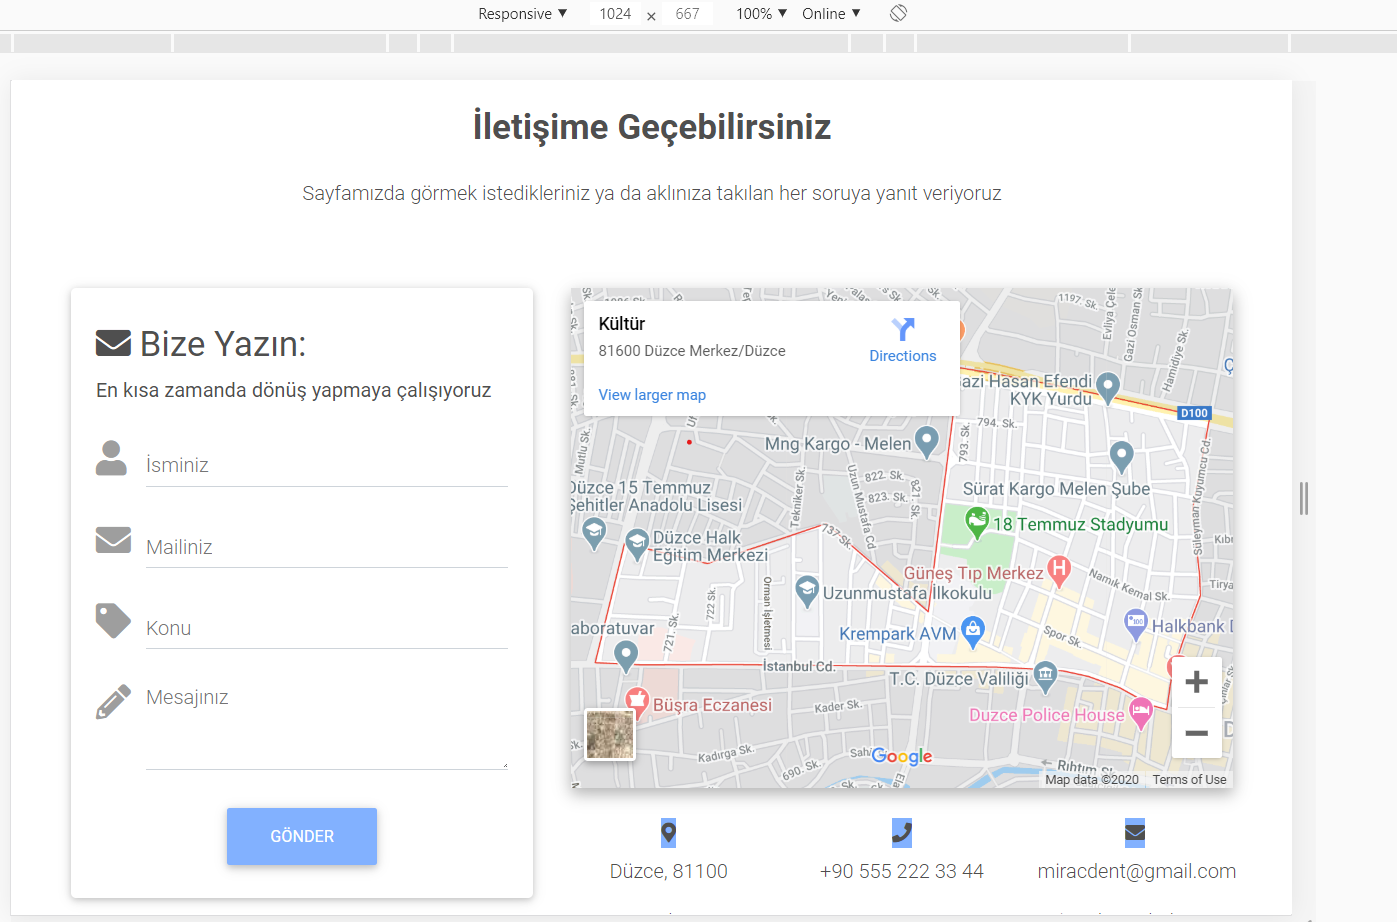 Responsive ▼ 1024 × 667 100% ▼ Online ▼
İletişime Geçebilirsiniz
Sayfamızda görmek istedikleriniz ya da aklınıza takılan her soruya yanıt veriyoruz
Bize Yazın:
En kısa zamanda dönüş yapmaya çalışıyoruz
İsminiz
Mailiniz
Konu
Mesajınız
GÖNDER
Kültür
81600 Düzce Merkez/Düzce
Directions
View larger map
1197. Sk.
Evliya Çele
Gazi Osman Sk.
Hamidiye Sk.
azi Hasan Efendi
KYK Yurdu
D100
794. Sk.
793. Sk.
Mng Kargo - Melen
Mutlu Sk.
822. Sk.
823. Sk.
821. Sk.
Uzun Mustafa Cd
Tekniker Sk.
Sürat Kargo Melen Şube
Süleyman Kuyumcu Cd.
Düzce 15 Temmuz
Şehitler Anadolu Lisesi
18 Temmuz Stadyumu
737. Sk.
Düzce Halk
Eğitim Merkezi
Güneş Tıp Merkez
Namık Kemal Sk.
Tirya
Uzunmustafa İlkokulu
Orman İşletmesi
722 Sk.
721. Sk.
aboratuvar
Krempark AVM
Spor Sk.
Halkbank D
İstanbul Cd.
T.C. Düzce Valiliği
Büşra Eczanesi
Kader Sk.
Duzce Police House
Kadırga Sk.
690. Sk.
Google
Map data ©2020 Terms of Use
Düzce, 81100
+90 555 222 33 44
miracdent@gmail.com